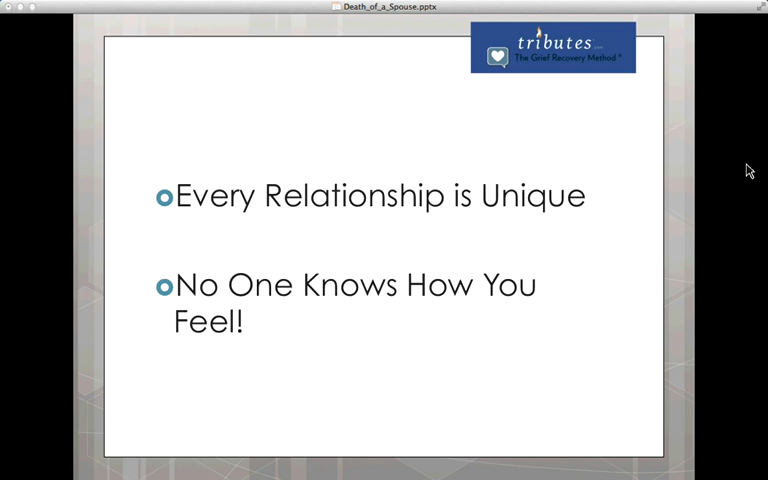 Death_of_a_Spouse.pptx
tributes.com
The Grief Recovery Method®
Every Relationship is Unique
No One Knows How You
Feel!